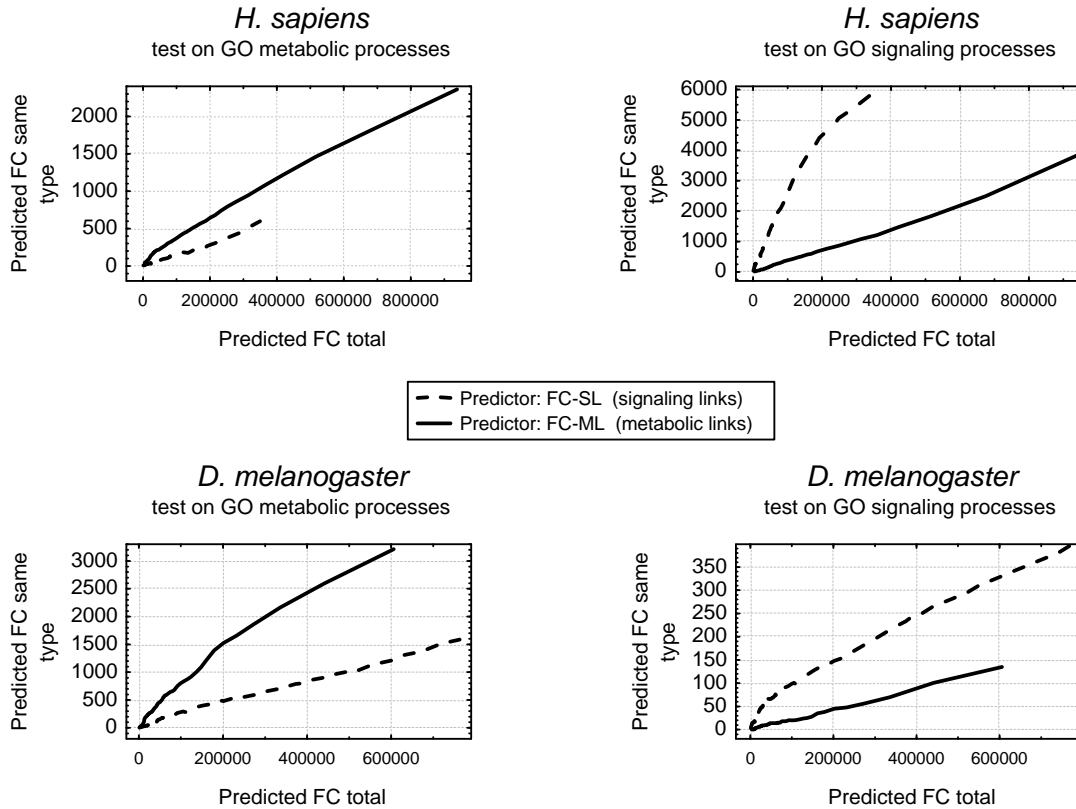 H. sapiens
test on GO metabolic processes
Predicted FC same
type
2000
1500
1000
500
0
0 200000 400000 600000 800000
Predicted FC total
H. sapiens
test on GO signaling processes
Predicted FC same
type
6000
5000
4000
3000
2000
1000
0
0 200000 400000 600000 800000
Predicted FC total
Predictor: FC-SL (signaling links)
Predictor: FC-ML (metabolic links)
D. melanogaster
test on GO metabolic processes
Predicted FC same
type
3000
2500
2000
1500
1000
500
0
0 200000 400000 600000
Predicted FC total
D. melanogaster
test on GO signaling processes
Predicted FC same
type
350
300
250
200
150
100
50
0
0 200000 400000 600000
Predicted FC total